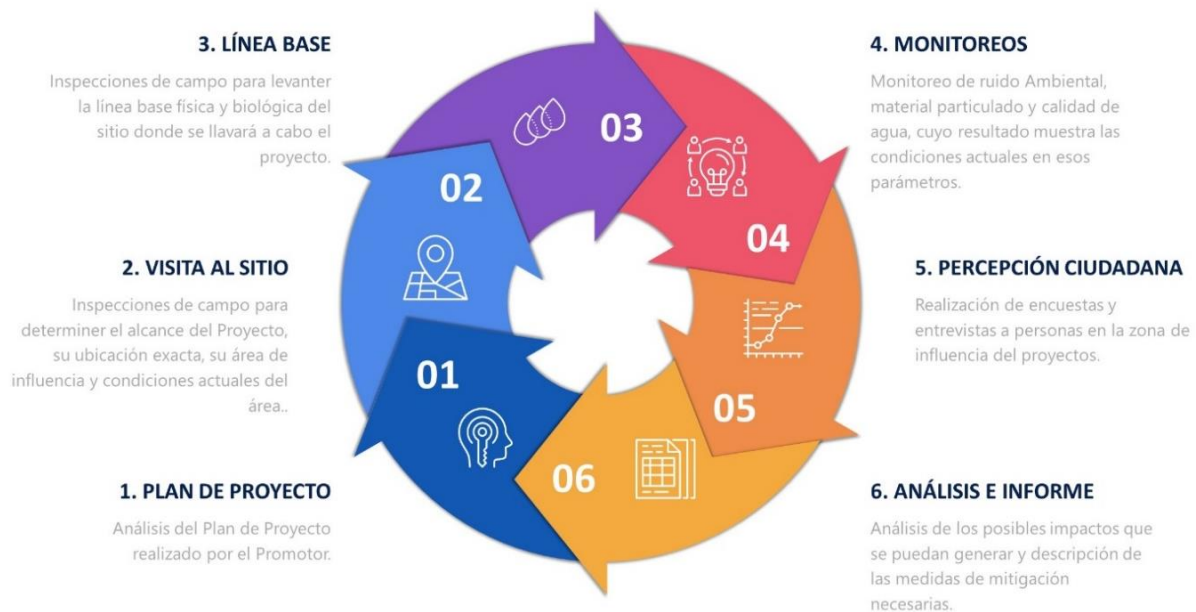 3. LÍNEA BASE
Inspecciones de campo para levanter
la línea base física y biológica del
sitio donde se llavará a cabo el
proyecto.
2. VISITA AL SITIO
Inspecciones de campo para
determiner el alcance del Proyecto,
su ubicación exacta, su área de
influencia y condiciones actuales del
área..
1. PLAN DE PROYECTO
Análisis del Plan de Proyecto
realizado por el Promotor.
03
02
04
01
05
06
4. MONITOREOS
Monitoreo de ruido Ambiental,
material particulado y calidad de
agua, cuyo resultado muestra las
condiciones actuales en esos
parámetros.
5. PERCEPCIÓN CIUDADANA
Realización de encuestas y
entrevistas a personas en la zona de
influencia del proyectos.
6. ANÁLISIS E INFORME
Análisis de los posibles impactos que
se puedan generar y descripción de
las medidas de mitigación
necesarias.